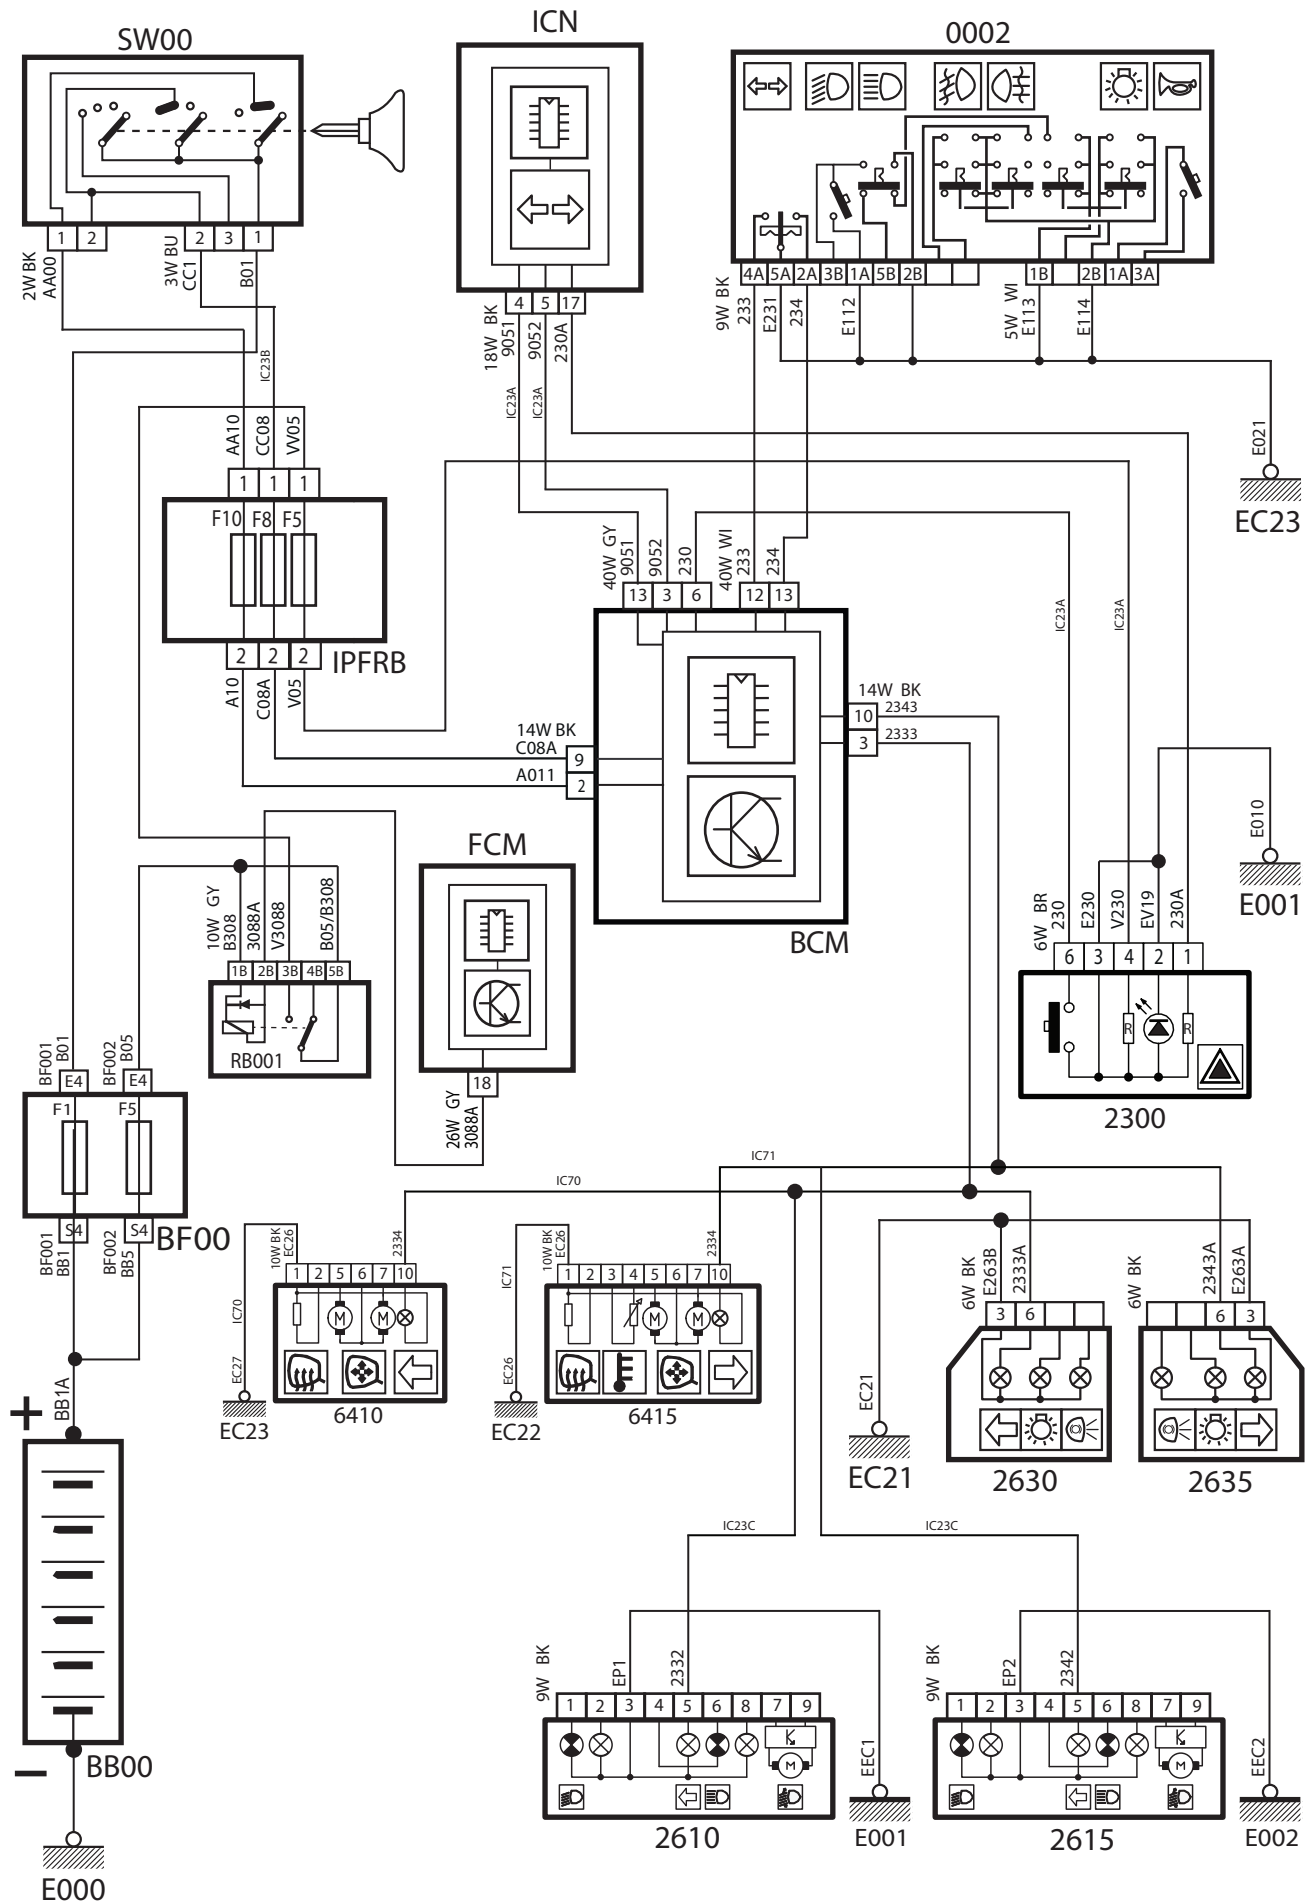 SW00
ICN
0002
1
2
2
3
1
2W BK
AA00
3W BU
CC1
B01
4
5
17
18W BK
9051
9052
230A
IC23A
IC23A
4A
5A
2A
3B
1A
5B
2B
1B
2B
1A
3A
9W BK
233
E231
234
E112
5W WI
E113
E114
IC23B
AA10
CC08
VV05
1
1
1
F10
F8
F5
2
2
2
IPFRB
A10
C08A
V05
E021
EC23
40W GY
9051
9052
230
40W WI
233
234
13
3
6
12
13
IC23A
IC23A
14W BK
C08A
9
A011
2
14W BK
10
2343
3
2333
BCM
FCM
18
26W GY
3088A
10W GY
B308
3088A
V3088
B05/B308
1B
2B
3B
4B
5B
RB001
E010
E001
6W BR
230
E230
V230
EV19
230A
6
3
4
2
1
R
R
2300
BF001
B01
BF002
B05
E4
E4
F1
F5
S4
S4
BF00
BF001
BB1
BF002
BB5
BB1A
+
–
BB00
E000
IC71
IC70
10W BK
EC26
2334
1
2
5
6
7
10
M
M
6410
IC70
EC27
EC23
10W BK
EC26
2334
1
2
3
4
5
6
7
10
M
M
6415
IC71
EC26
EC22
6W BK
E263B
2333A
3
6
2630
6W BK
2343A
E263A
6
3
2635
EC21
EC21
IC23C
IC23C
9W BK
EP1
2332
1
2
3
4
5
6
8
7
9
K
M
2610
EEC1
E001
9W BK
EP2
2342
1
2
3
4
5
6
8
7
9
K
M
2615
EEC2
E002